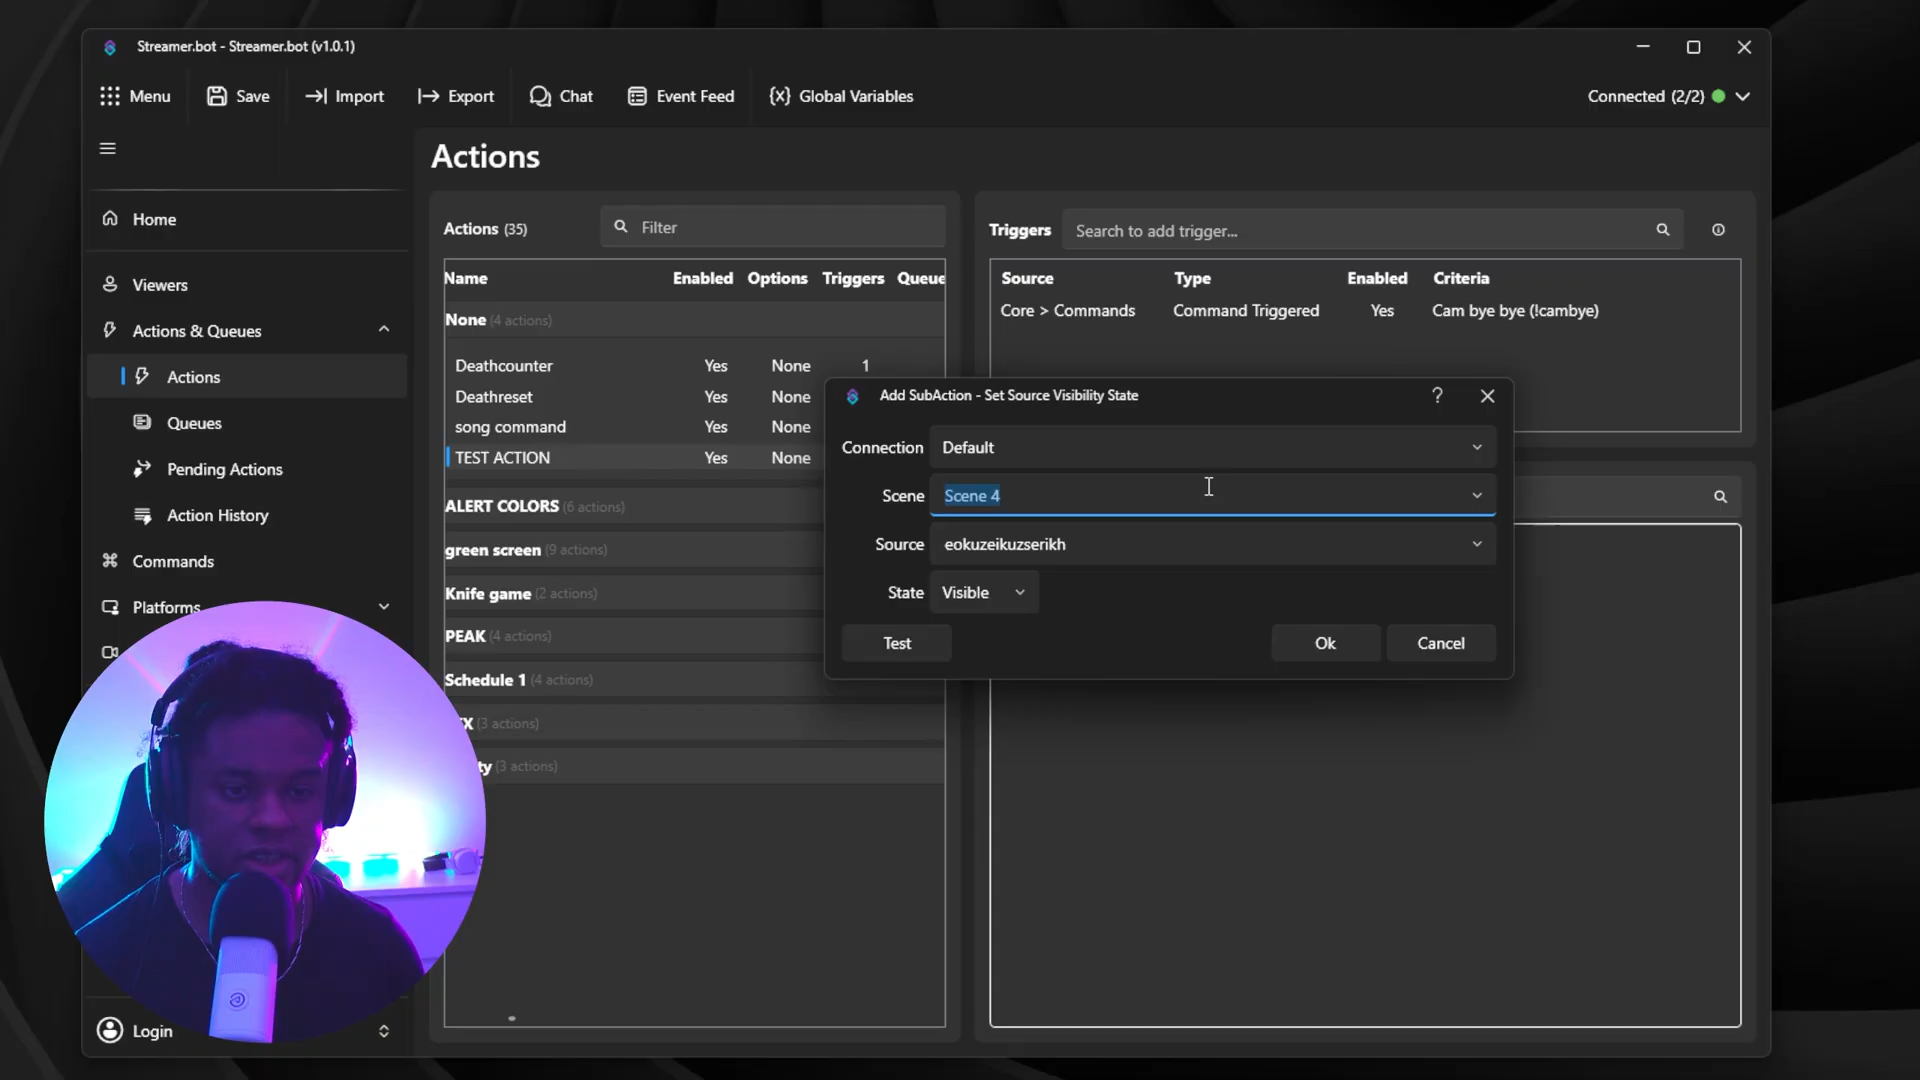 Streamer.bot - Streamer.bot (v1.0.1)
Menu
Save
Import
Export
Chat
Event Feed
{x} Global Variables
Connected (2/2)
Home
Viewers
Actions & Queues
Actions
Queues
Pending Actions
Action History
Commands
Platforms
Login
Actions
Actions (35)
Filter
Name Enabled Options Triggers Queue
None (4 actions)
Deathcounter Yes None 1
Deathreset Yes None
song command Yes None
TEST ACTION Yes None
ALERT COLORS (6 actions)
green screen (9 actions)
Knife game (2 actions)
PEAK (4 actions)
Schedule 1 (4 actions)
(3 actions)
(3 actions)
Triggers
Search to add trigger...
Source Type Enabled Criteria
Core > Commands Command Triggered Yes Cam bye bye (!cambye)
Add SubAction - Set Source Visibility State
?
Connection Default
Scene Scene 4
Source eokuzeikuzserikh
State Visible
Test Ok Cancel